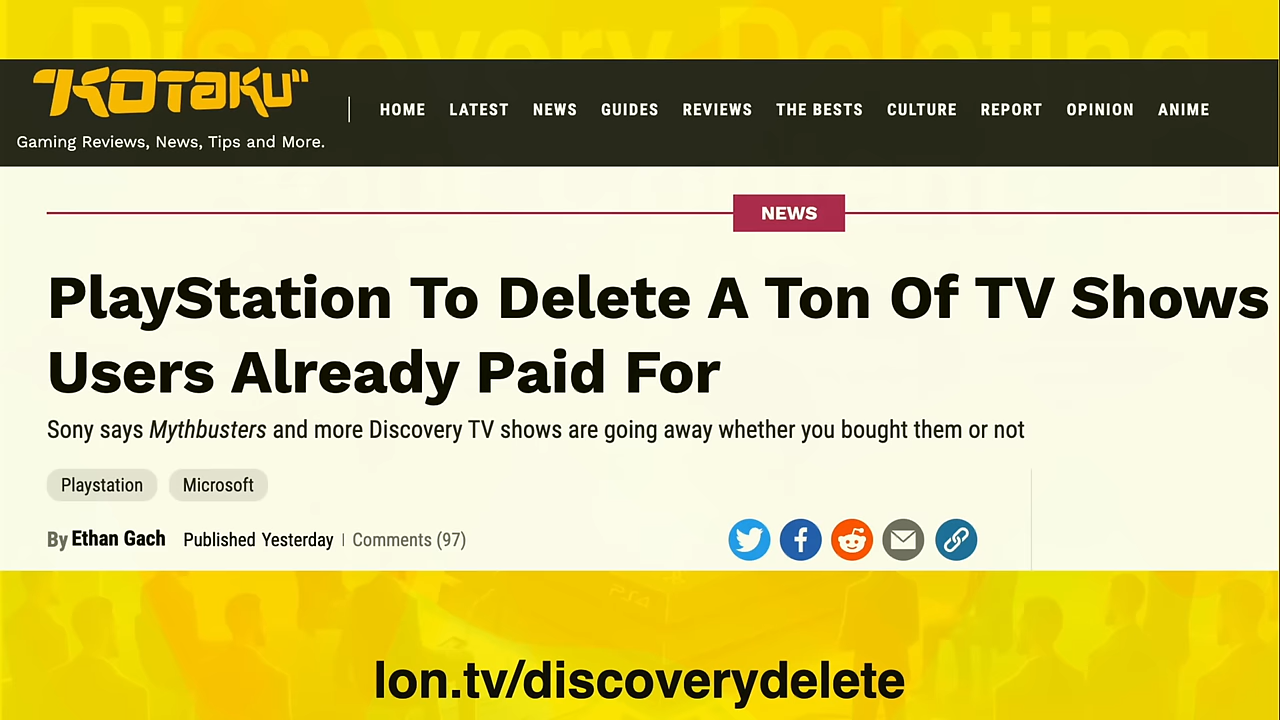 Discovery Deleting
KOTAKU
Gaming Reviews, News, Tips and More.
HOME LATEST NEWS GUIDES REVIEWS THE BESTS CULTURE REPORT OPINION ANIME
NEWS
PlayStation To Delete A Ton Of TV Shows
Users Already Paid For
Sony says Mythbusters and more Discovery TV shows are going away whether you bought them or not
Playstation Microsoft
By Ethan Gach Published Yesterday | Comments (97)
PS4
lon.tv/discoverydelete